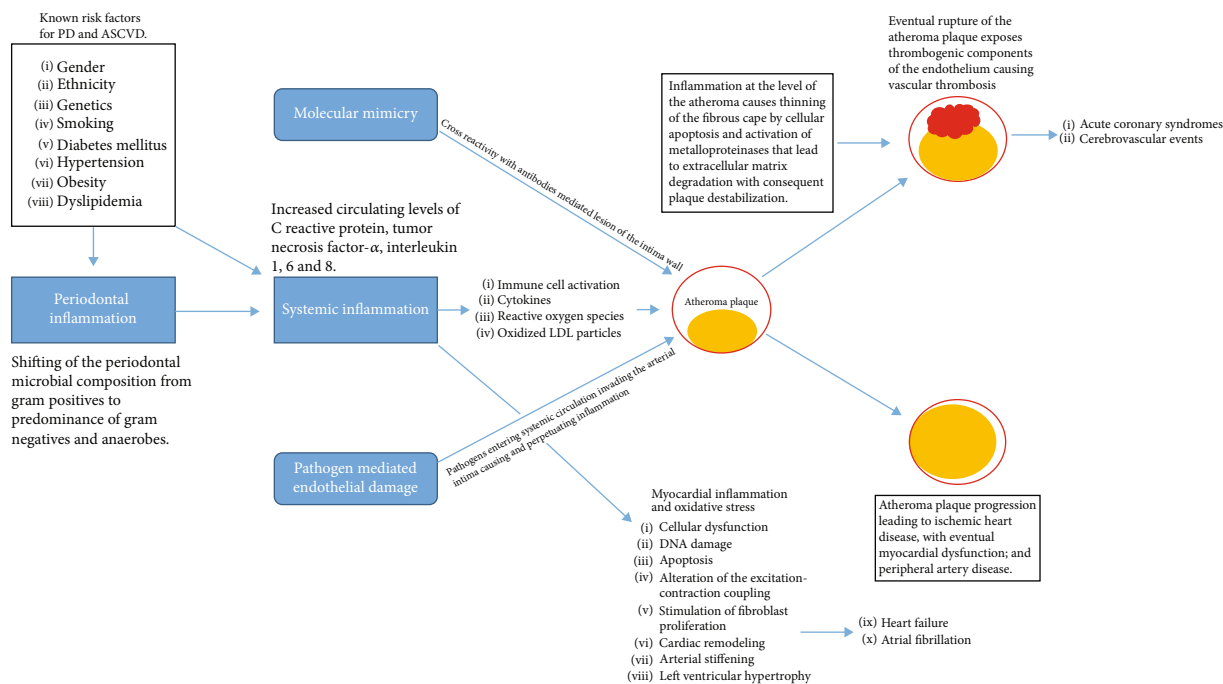 Known risk factors
for PD and ASCVD.
(i) Gender
(ii) Ethnicity
(iii) Genetics
(iv) Smoking
(v) Diabetes mellitus
(vi) Hypertension
(vii) Obesity
(viii) Dyslipidemia
Periodontal
inflammation
Shifting of the periodontal
microbial composition from
gram positives to
predominance of gram
negatives and anaerobes.
Molecular mimicry
Cross reactivity with antibodies mediated lesion of the intima wall
Increased circulating levels of
C reactive protein, tumor
necrosis factor-α, interleukin
1, 6 and 8.
Systemic inflammation
(i) Immune cell activation
(ii) Cytokines
(iii) Reactive oxygen species
(iv) Oxidized LDL particles
Pathogen mediated
endothelial damage
Pathogens entering systemic circulation invading the arterial
intima causing and perpetuating inflammation
Atheroma plaque
Inflammation at the level of
the atheroma causes thinning
of the fibrous cape by cellular
apoptosis and activation of
metalloproteinases that lead
to extracellular matrix
degradation with consequent
plaque destabilization.
Eventual rupture of the
atheroma plaque exposes
thrombogenic components
of the endothelium causing
vascular thrombosis
(i) Acute coronary syndromes
(ii) Cerebrovascular events
Atheroma plaque progression
leading to ischemic heart
disease, with eventual
myocardial dysfunction; and
peripheral artery disease.
Myocardial inflammation
and oxidative stress
(i) Cellular dysfunction
(ii) DNA damage
(iii) Apoptosis
(iv) Alteration of the excitation-
contraction coupling
(v) Stimulation of fibroblast
proliferation
(vi) Cardiac remodeling
(vii) Arterial stiffening
(viii) Left ventricular hypertrophy
(ix) Heart failure
(x) Atrial fibrillation